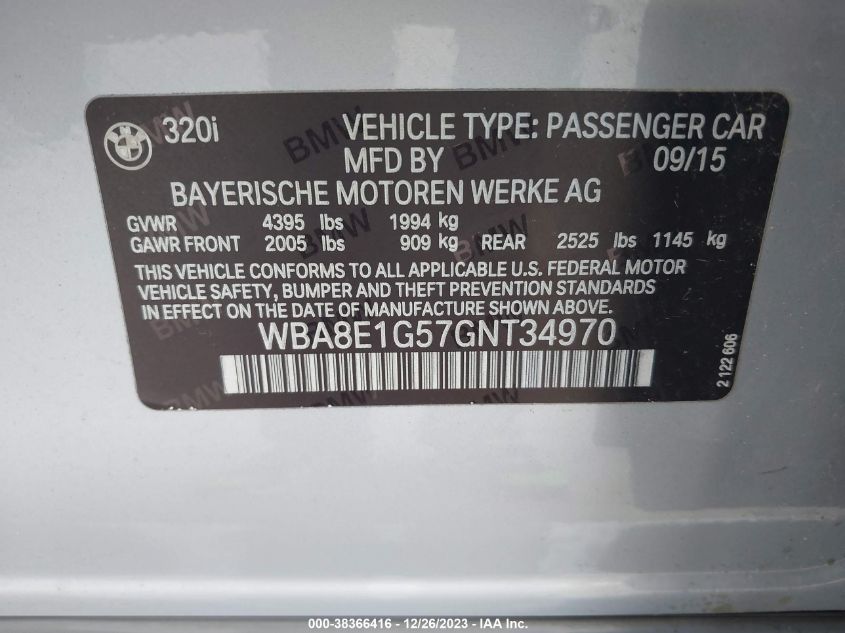 320i VEHICLE TYPE: PASSENGER CAR
MFD BY 09/15
BAYERISCHE MOTOREN WERKE AG
GVWR 4395 lbs 1994 kg
GAWR FRONT 2005 lbs 909 kg REAR 2525 lbs 1145 kg
THIS VEHICLE CONFORMS TO ALL APPLICABLE U.S. FEDERAL MOTOR
VEHICLE SAFETY, BUMPER AND THEFT PREVENTION STANDARDS
IN EFFECT ON THE DATE OF MANUFACTURE SHOWN ABOVE.
WBA8E1G57GNT34970
2 122 606
000-38366416 - 12/26/2023 - IAA Inc.